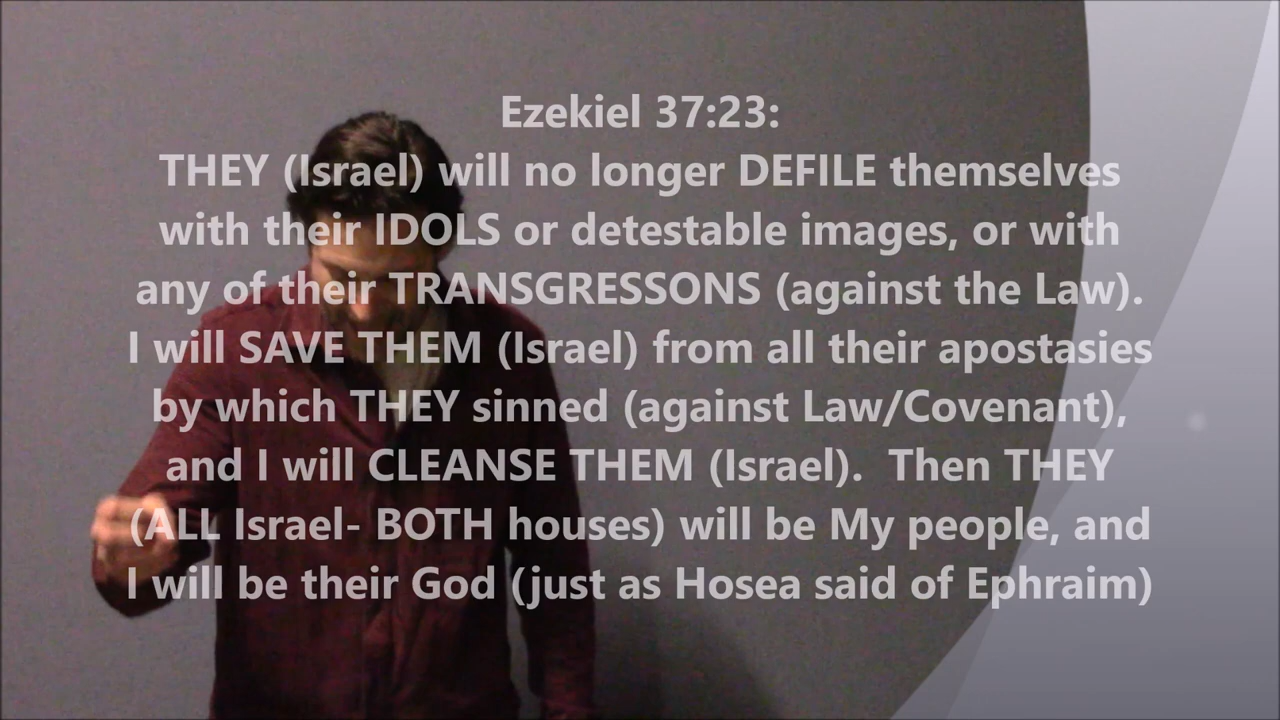 Ezekiel 37:23:
THEY (Israel) will no longer DEFILE themselves
with their IDOLS or detestable images, or with
any of their TRANSGRESSONS (against the Law).
I will SAVE THEM (Israel) from all their apostasies
by which THEY sinned (against Law/Covenant),
and I will CLEANSE THEM (Israel).  Then THEY
(ALL Israel- BOTH houses) will be My people, and
I will be their God (just as Hosea said of Ephraim)